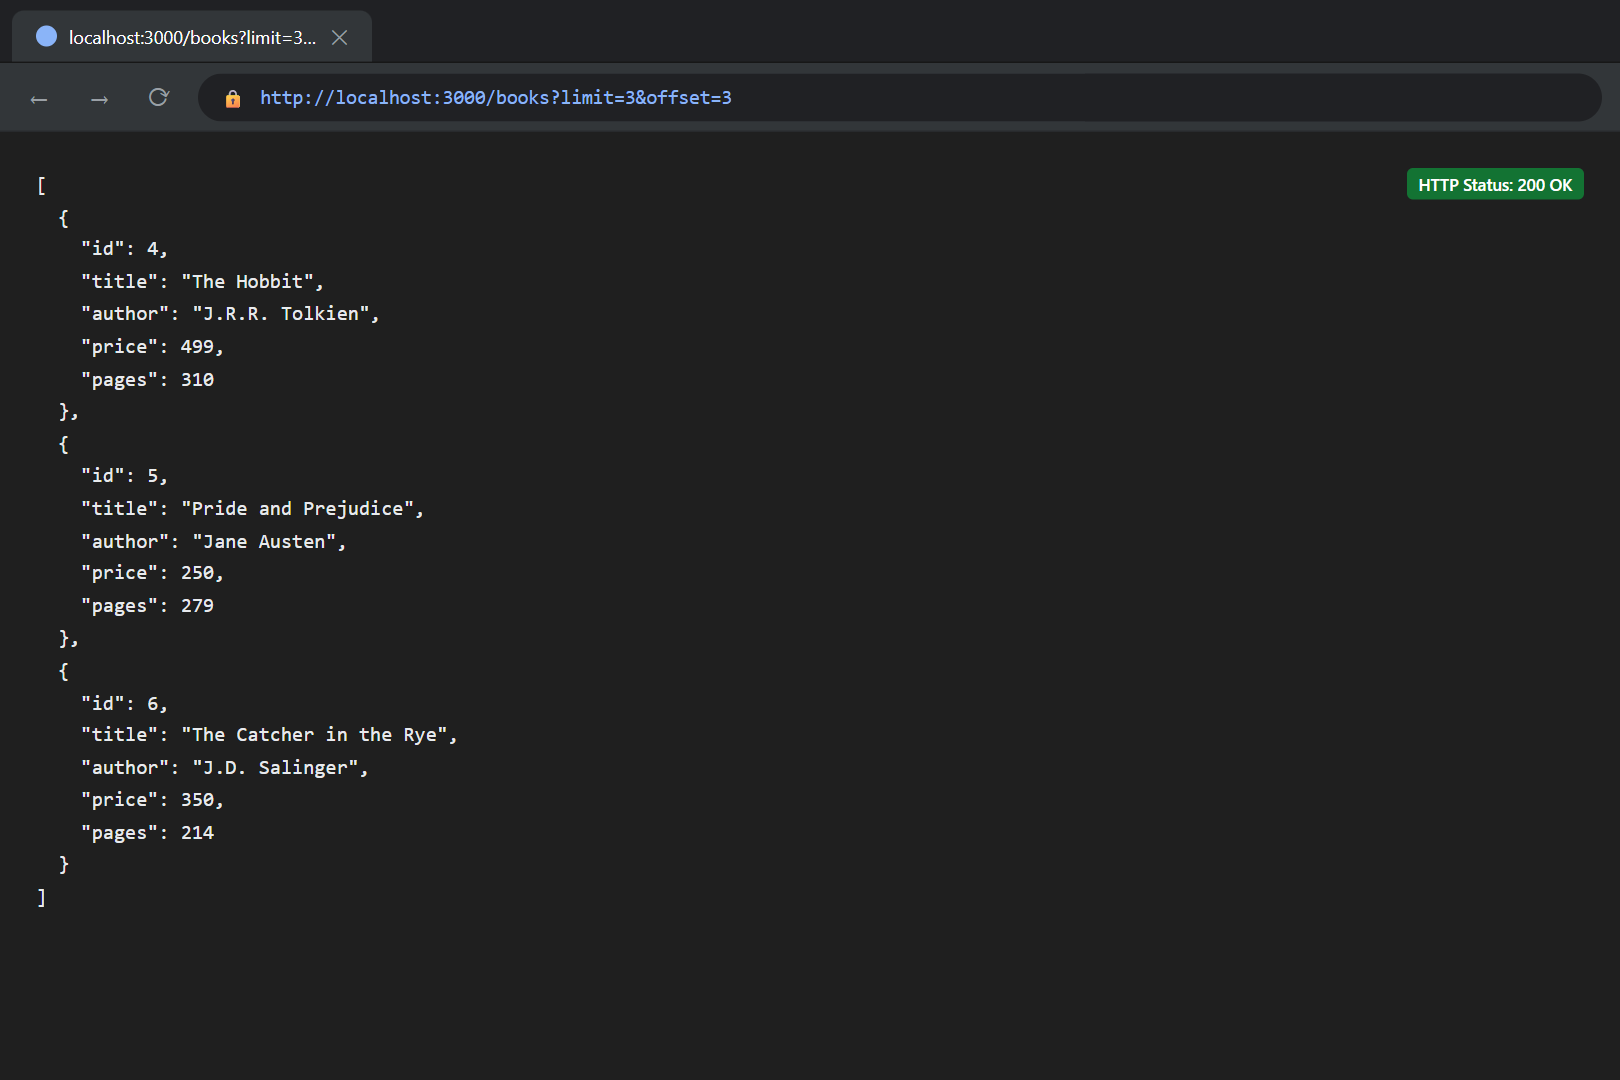 localhost:3000/books?limit=3...
http://localhost:3000/books?limit=3&offset=3
HTTP Status: 200 OK
[
  {
    "id": 4,
    "title": "The Hobbit",
    "author": "J.R.R. Tolkien",
    "price": 499,
    "pages": 310
  },
  {
    "id": 5,
    "title": "Pride and Prejudice",
    "author": "Jane Austen",
    "price": 250,
    "pages": 279
  },
  {
    "id": 6,
    "title": "The Catcher in the Rye",
    "author": "J.D. Salinger",
    "price": 350,
    "pages": 214
  }
]